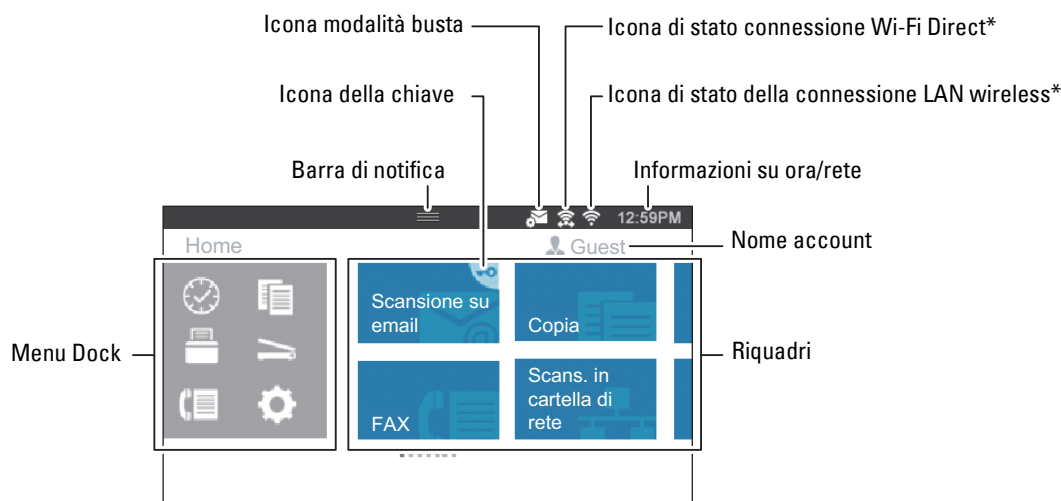 Icona modalità busta
Icona di stato connessione Wi-Fi Direct*
Icona della chiave
Icona di stato della connessione LAN wireless*
Barra di notifica
Informazioni su ora/rete
12:59PM
Home
Guest
Nome account
Scansione su
email
Copia
Menu Dock
Riquadri
FAX
Scans. in
cartella di
rete